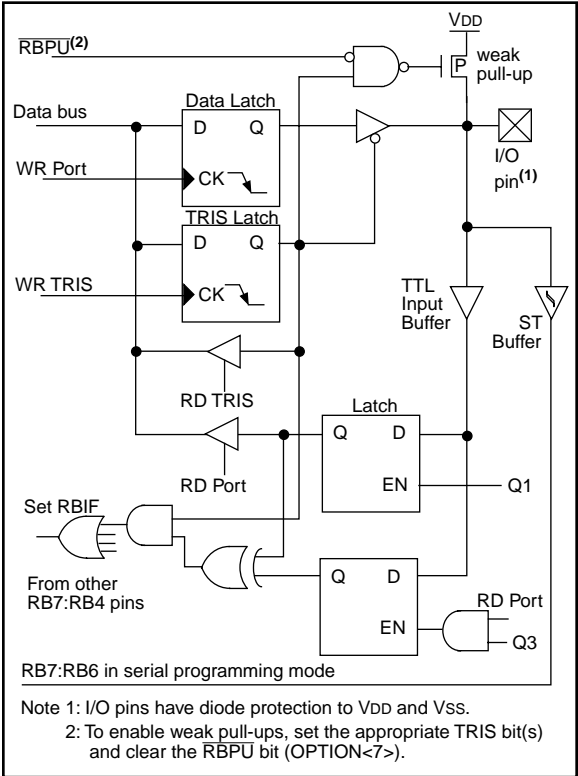 VDD
RBPU(2)
P
weak
pull-up
Data Latch
Data bus
D Q
I/O
pin(1)
WR Port
CK
TRIS Latch
D Q
WR TRIS
CK
TTL
Input
Buffer
ST
Buffer
RD TRIS
Latch
Q D
RD Port
EN
Q1
Set RBIF
From other
RB7:RB4 pins
Q D
RD Port
EN
Q3
RB7:RB6 in serial programming mode
Note 1: I/O pins have diode protection to VDD and VSS.
2: To enable weak pull-ups, set the appropriate TRIS bit(s)
and clear the RBPU bit (OPTION<7>).